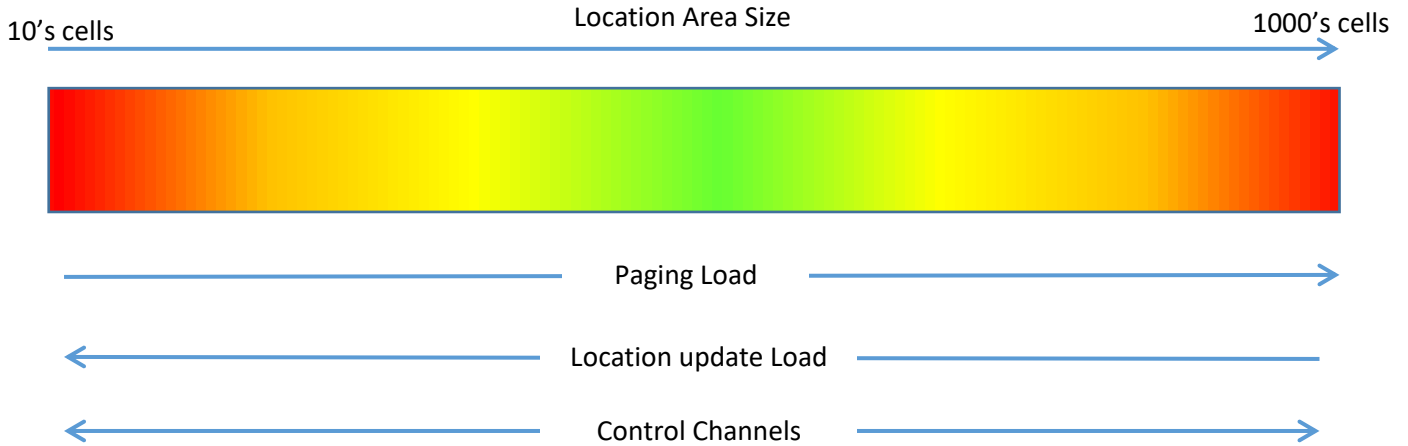 Location Area Size
10’s cells
1000’s cells
Paging Load
Location update Load
Control Channels